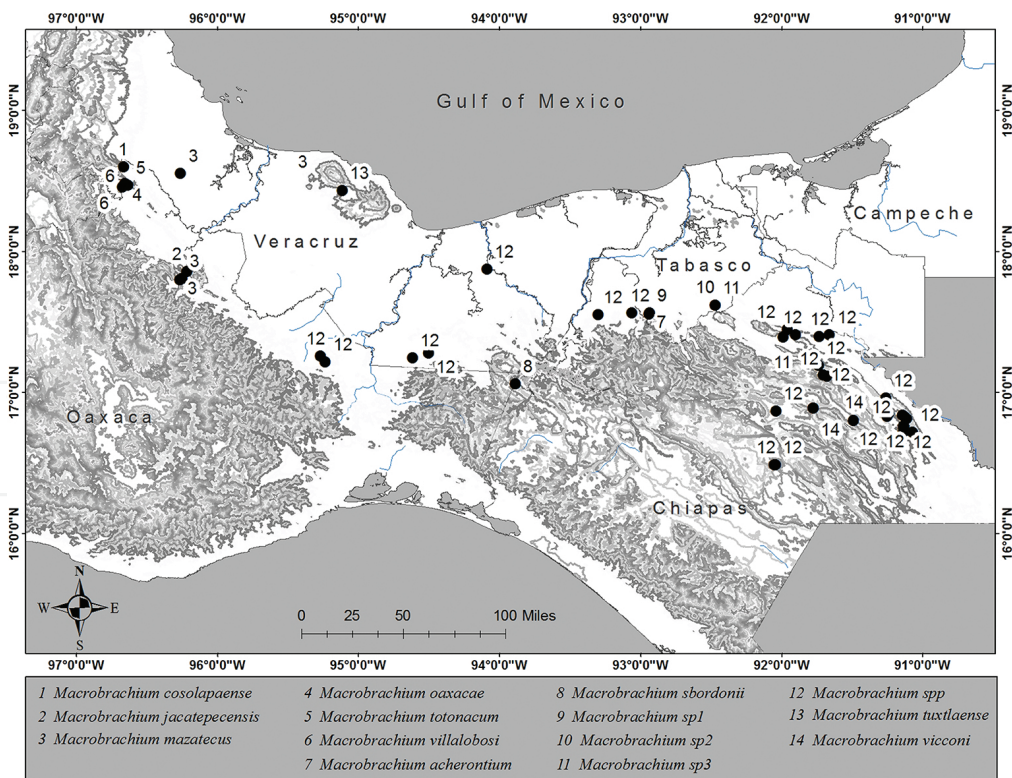 97°0'0"W 96°0'0"W 95°0'0"W 94°0'0"W 93°0'0"W 92°0'0"W 91°0'0"W
19°0'0"N 19°0'0"N
Gulf of Mexico
1 3 3 13
6 5
6 4
Campeche
Veracruz
18°0'0"N 18°0'0"N
2 3
3
12
Tabasco
12 12 9 10 11
7
12 12 12
12 12
12 12
11 12 12
8
17°0'0"N 17°0'0"N
12 12
Oaxaca
14 12 12
14 12 12 12
12 12
Chiapas
16°0'0"N 16°0'0"N
N
W E
S
0 25 50 100 Miles
97°0'0"W 96°0'0"W 95°0'0"W 94°0'0"W 93°0'0"W 92°0'0"W 91°0'0"W
1 Macrobrachium cosolapaense
2 Macrobrachium jacatepecensis
3 Macrobrachium mazatecus
4 Macrobrachium oaxacae
5 Macrobrachium totonacum
6 Macrobrachium villalobosi
7 Macrobrachium acherontium
8 Macrobrachium sbordonii
9 Macrobrachium sp1
10 Macrobrachium sp2
11 Macrobrachium sp3
12 Macrobrachium spp
13 Macrobrachium tuxtlaense
14 Macrobrachium vicconi